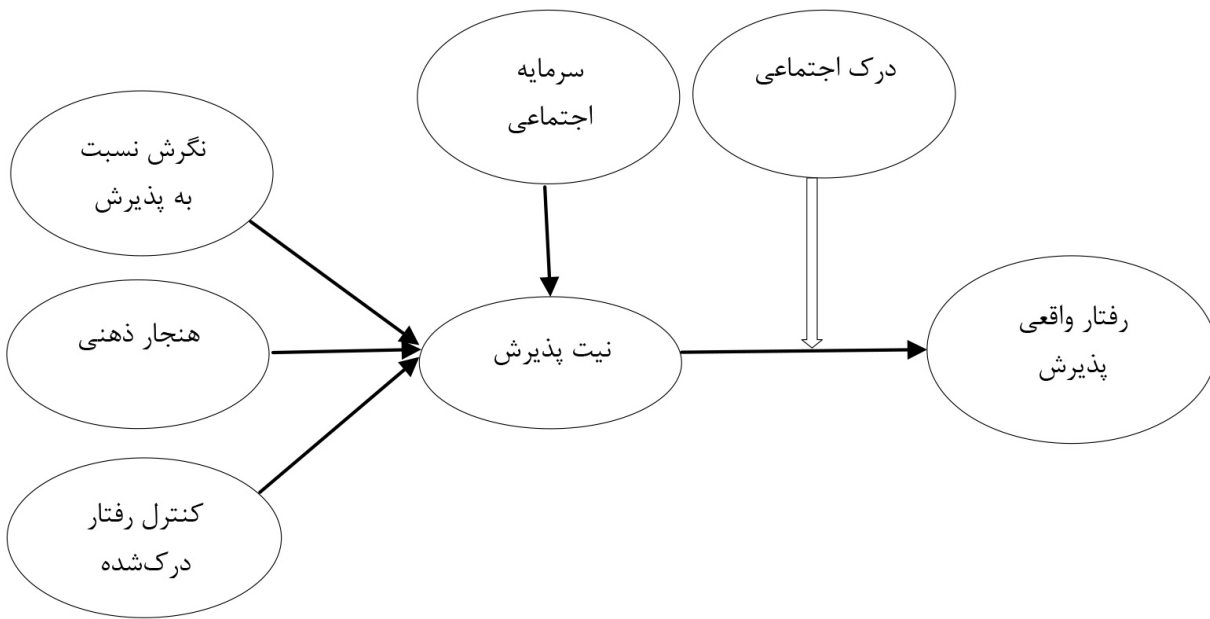 سرمایه
اجتماعی
درک اجتماعی
نگرش نسبت
به پذیرش
هنجار ذهنی
نیت پذیرش
رفتار واقعی
پذیرش
کنترل رفتار
درک‌شده